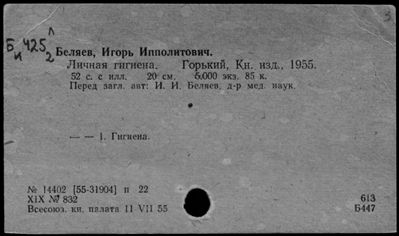 Б 425 л
и 2
Беляев, Игорь Ипполитович.
Личная гигиена. Горький, Кн. изд., 1955.
52 с. с илл. 20 см. 5.000 экз. 85 к.
Перед загл. авт: И. И. Беляев, д-р мед. наук.
— — 1. Гигиена.
№ 14402 [55-31904] п 22
XIX № 832
613
Всесоюз. кн. палата 11 VII 55
Б447